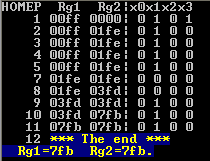 HOMEP Rg1 Rg2¦x0x1x2x3
1 00ff 0000¦ 0 1 0 1
2 00ff 01fe¦ 0 1 0 0
3 00ff 01fe¦ 0 0 0 0
4 00ff 01fe¦ 0 1 0 0
5 00ff 01fe¦ 0 0 0 0
6 01fe 01fe¦ 0 1 0 0
7 01fe 01fe¦ 0 0 0 0
8 01fe 03fd¦ 0 1 0 0
9 03fd 03fd¦ 0 1 0 0
10 03fd 07fb¦ 0 1 0 0
11 07fb 07fb¦ 0 1 0 0
12 *** The end ***
Rg1=7fb Rg2=7fb.